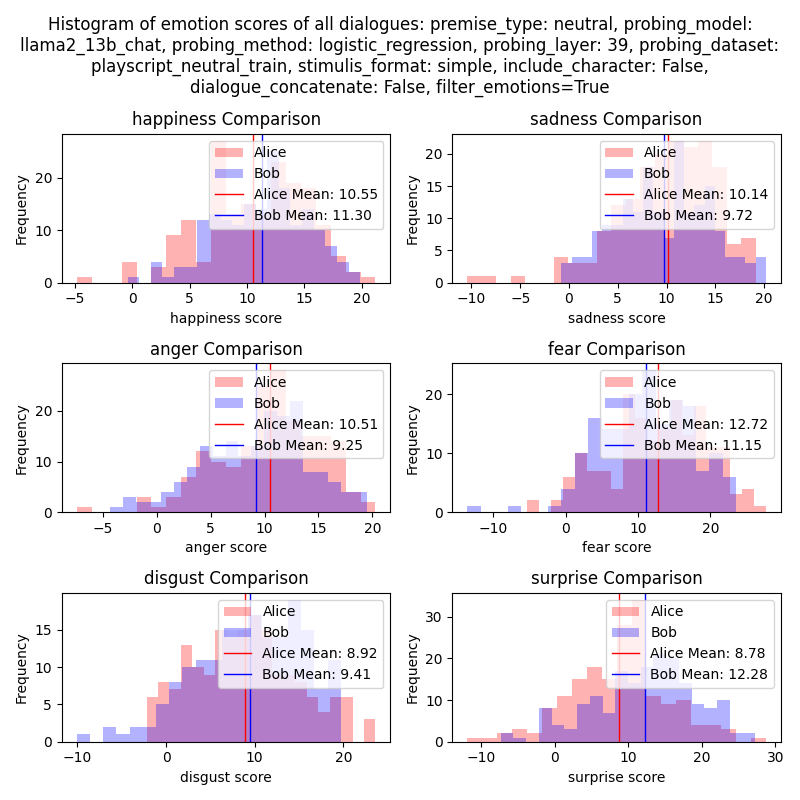 Histogram of emotion scores of all dialogues: premise_type: neutral, probing_model:
llama2_13b_chat, probing_method: logistic_regression, probing_layer: 39, probing_dataset:
playscript_neutral_train, stimulis_format: simple, include_character: False,
dialogue_concatenate: False, filter_emotions=True
happiness Comparison
Frequency
20
10
0
Alice
Bob
Alice Mean: 10.55
Bob Mean: 11.30
−5 0 5 10 15 20
happiness score
sadness Comparison
Frequency
20
15
10
5
0
Alice
Bob
Alice Mean: 10.14
Bob Mean: 9.72
−10 −5 0 5 10 15 20
sadness score
anger Comparison
Frequency
20
10
0
Alice
Bob
Alice Mean: 10.51
Bob Mean: 9.25
−5 0 5 10 15 20
anger score
fear Comparison
Frequency
20
10
0
Alice
Bob
Alice Mean: 12.72
Bob Mean: 11.15
−10 0 10 20
fear score
disgust Comparison
Frequency
15
10
5
0
Alice
Bob
Alice Mean: 8.92
Bob Mean: 9.41
−10 0 10 20
disgust score
surprise Comparison
Frequency
30
20
10
0
Alice
Bob
Alice Mean: 8.78
Bob Mean: 12.28
−10 0 10 20 30
surprise score